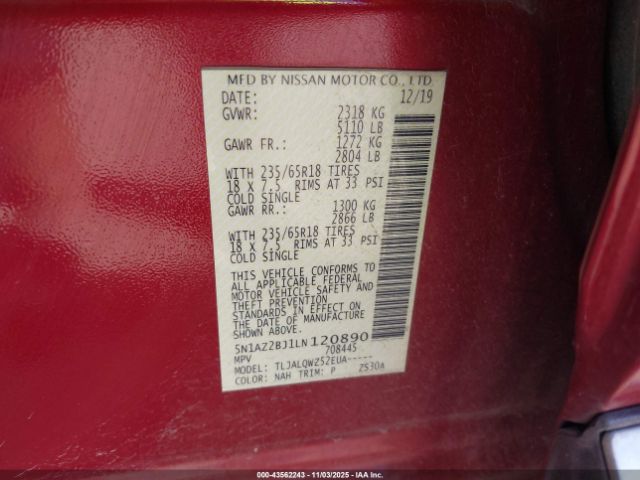 MFD BY NISSAN MOTOR CO., LTD.
DATE: 12/19
GVWR: 2318 KG
5110 LB
GAWR FR.: 1272 KG
2804 LB
WITH 235/65R18 TIRES
18 X 7.5 RIMS AT 33 PSI
COLD SINGLE
GAWR RR.: 1300 KG
2866 LB
WITH 235/65R18 TIRES
18 X 7.5 RIMS AT 33 PSI
COLD SINGLE
THIS VEHICLE CONFORMS TO
ALL APPLICABLE FEDERAL
MOTOR VEHICLE SAFETY AND
THEFT PREVENTION
STANDARDS IN EFFECT ON
THE DATE OF MANUFACTURE
SHOWN ABOVE.
5N1AZ2BJ1LN120890
MPV 708445
MODEL: TLJALQWZ52EUA-----
COLOR: NAH TRIM: P ZS30A
000-43562243 - 11/03/2025 - IAA Inc.